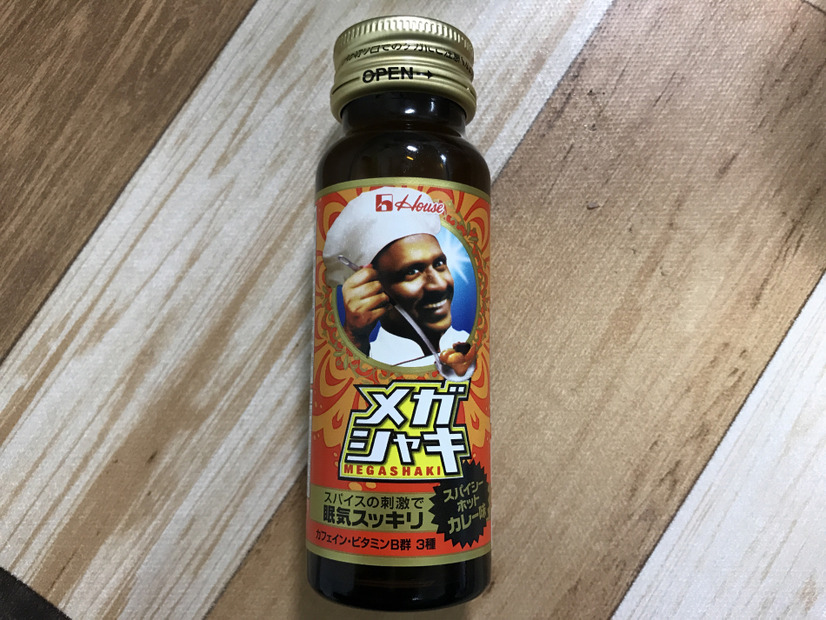 OPEN→
House
メガ
シャキ
MEGASHAKI
スパイスの刺激で
眠気スッキリ
スパイシー
ホット
カレー味
カフェイン・ビタミンB群 3種